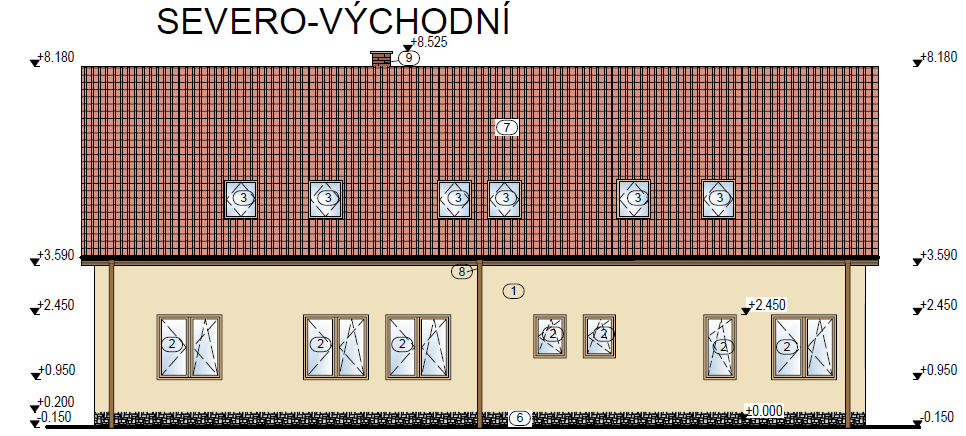 SEVERO-VÝCHODNÍ
+8.525
+8.180 9 +8.180
7
3 3 3 3 3 3
+3.590 +3.590
8
1
+2.450 +2.450 +2.450
2 2 2 2 2 2 2
+0.950 +0.950
+0.200 +0.000
-0.150 6 -0.150